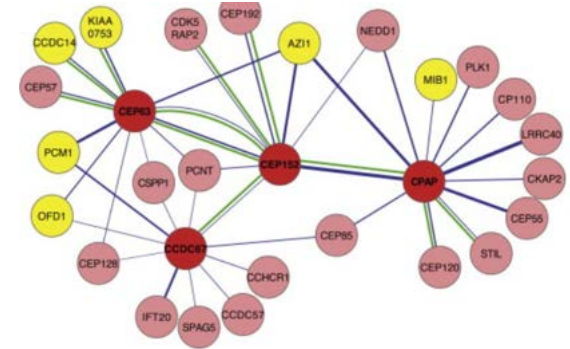 KIAA
0753
CDK5
RAP2
CEP192
CCDC14
AZI1
NEDD1
CEP57
MIB1
PLK1
CEP63
CP110
LRRC40
PCM1
CSPP1
PCNT
CEP152
CPAP
CKAP2
OFD1
CEP55
CEP128
CCDC67
CEP85
STIL
CEP120
CCHCR1
IFT20
SPAG5
CCDC57